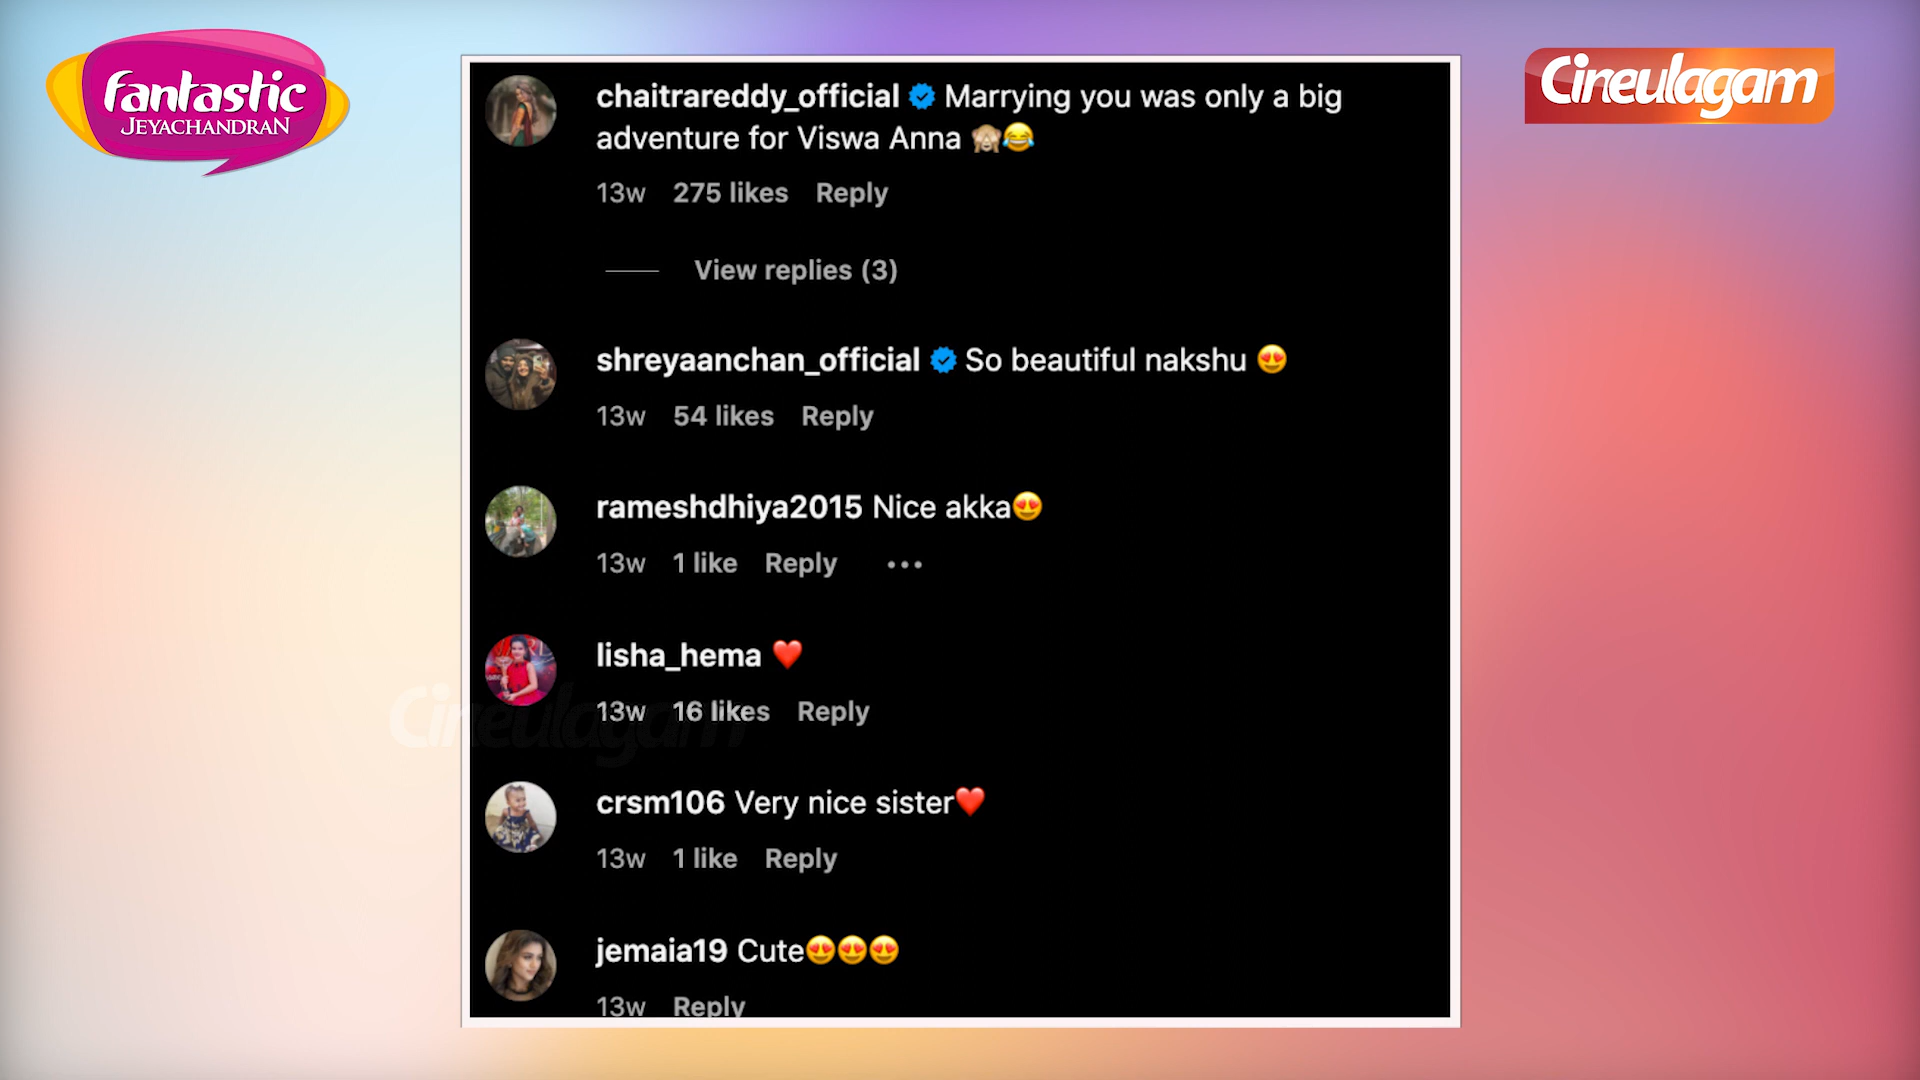 fantastic
JEYACHANDRAN
Cineulagam
chaitrareddy_official Marrying you was only a big
adventure for Viswa Anna 🙈😂
13w 275 likes Reply
View replies (3)
shreyaanchan_official So beautiful nakshu 😍
13w 54 likes Reply
rameshdhiya2015 Nice akka😍
13w 1 like Reply •••
lisha_hema ❤️
13w 16 likes Reply
Cineulagam
crsm106 Very nice sister❤️
13w 1 like Reply
jemaia19 Cute😍😍😍
13w Reply